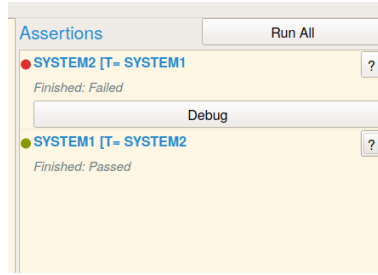 Assertions
Run All
SYSTEM2 [T= SYSTEM1
?
Finished: Failed
Debug
SYSTEM1 [T= SYSTEM2
?
Finished: Passed